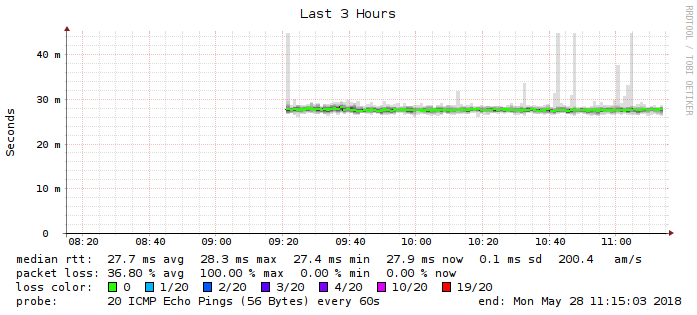 Last 3 Hours
RRDTOOL / TOBI OETIKER
Seconds
40 m
30 m
20 m
10 m
0
08:20 08:40 09:00 09:20 09:40 10:00 10:20 10:40 11:00
median rtt: 27.7 ms avg 28.3 ms max 27.4 ms min 27.9 ms now 0.1 ms sd 200.4 am/s
packet loss: 36.80 % avg 100.00 % max 0.00 % min 0.00 % now
loss color: 0 1/20 2/20 3/20 4/20 10/20 19/20
probe: 20 ICMP Echo Pings (56 Bytes) every 60s end: Mon May 28 11:15:03 2018